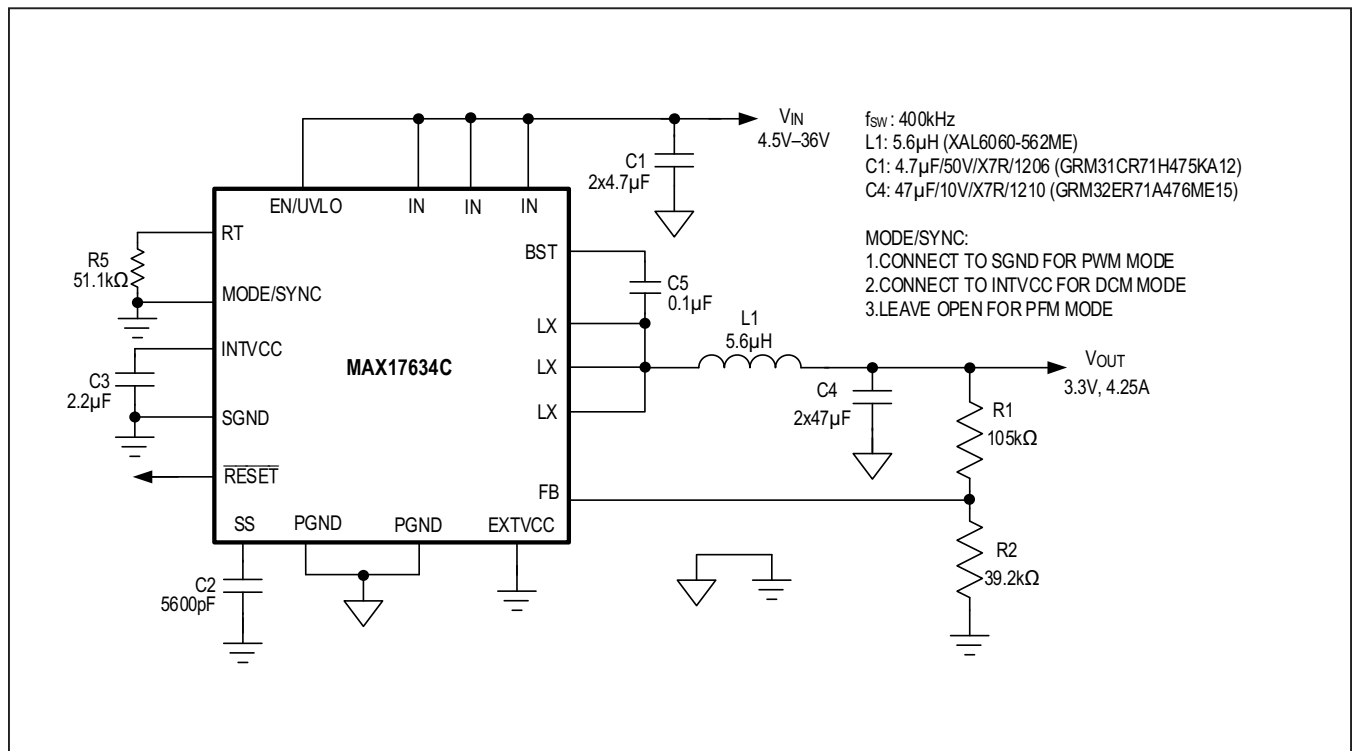 VIN
4.5V–36V
fSW : 400kHz
L1: 5.6µH (XAL6060-562ME)
C1: 4.7µF/50V/X7R/1206 (GRM31CR71H475KA12)
C4: 47µF/10V/X7R/1210 (GRM32ER71A476ME15)
MODE/SYNC:
1.CONNECT TO SGND FOR PWM MODE
2.CONNECT TO INTVCC FOR DCM MODE
3.LEAVE OPEN FOR PFM MODE
C1
2x4.7µF
EN/UVLO
IN
IN
IN
RT
R5
51.1kΩ
MODE/SYNC
INTVCC
C3
2.2µF
SGND
RESET
MAX17634C
BST
C5
0.1µF
LX
LX
LX
L1
5.6µH
C4
2x47µF
VOUT
3.3V, 4.25A
R1
105kΩ
FB
R2
39.2kΩ
SS
PGND
PGND
EXTVCC
C2
5600pF